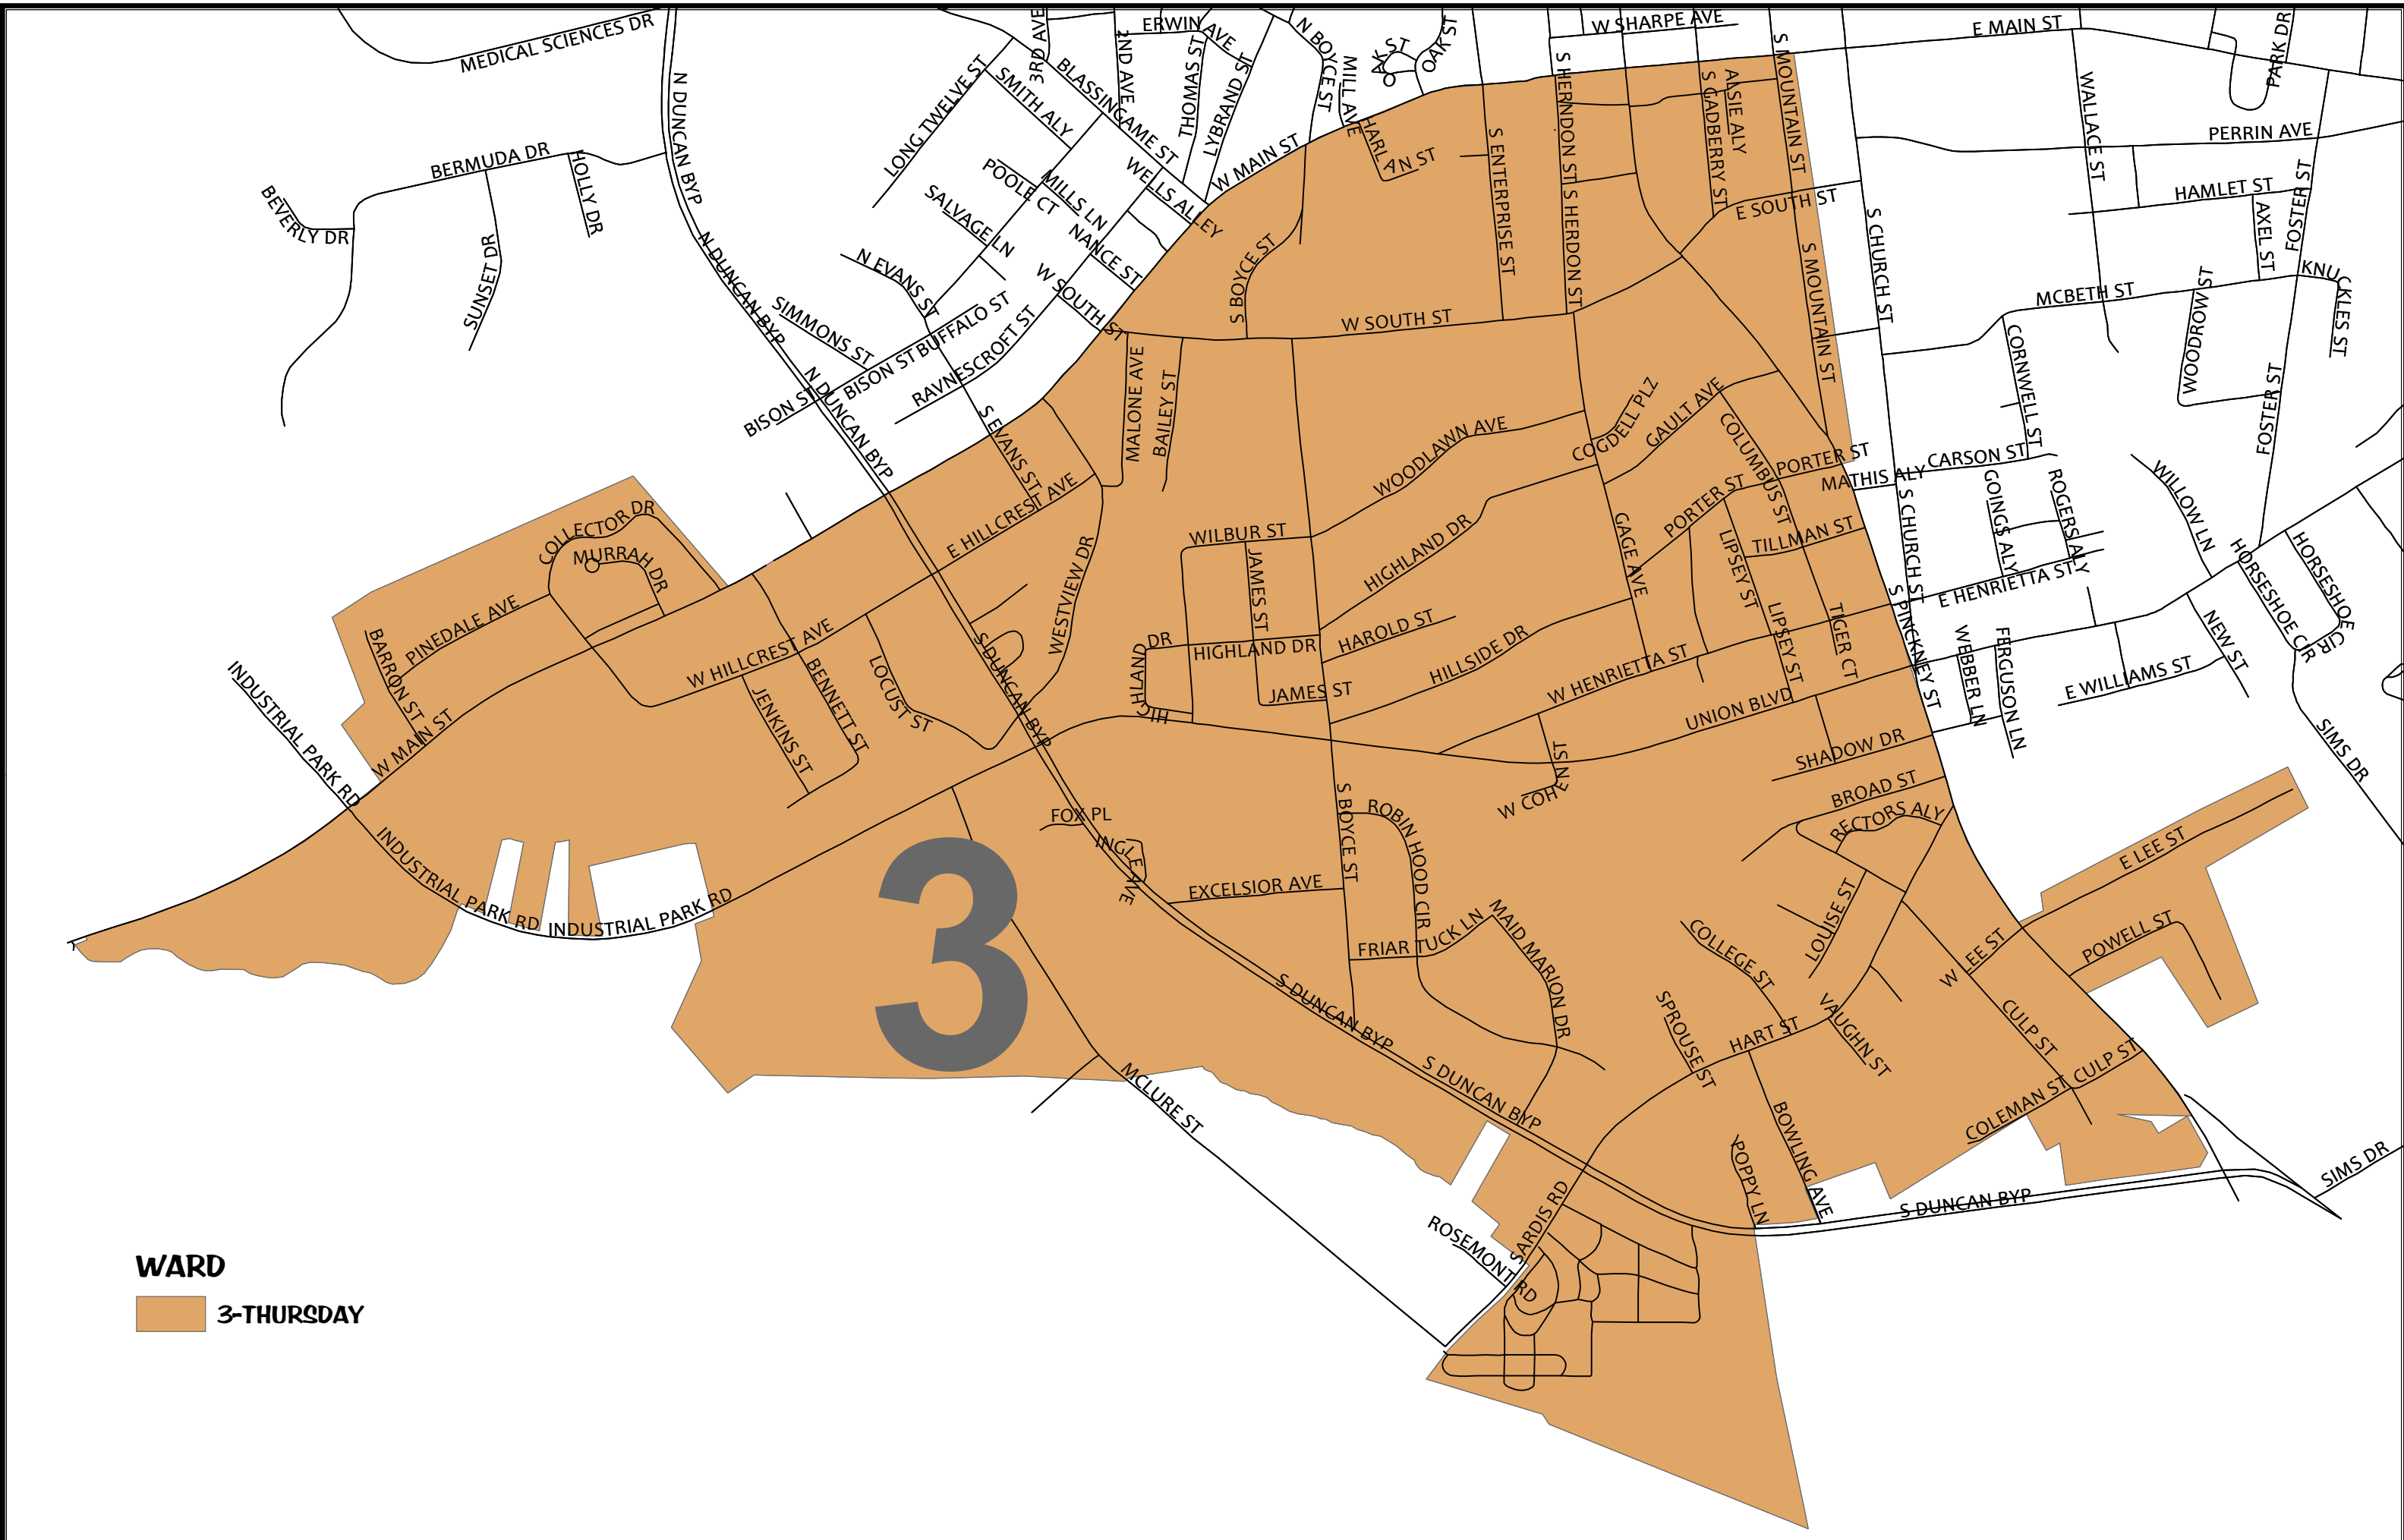 MEDICAL SCIENCES DR
N DUNCAN BYP
3RD AVE
2ND AVE
ERWIN AVE
THOMAS ST
LYBRAND ST
N BOYCE ST
MILL AVE
OAK ST
OAK ST
W SHARPE AVE
E MAIN ST
PARK DR
LONG TWELVE ST
SMITH ALY
BLASSINGAME ST
W MAIN ST
HARLAN ST
S ENTERPRISE ST
S HERNDON ST
S HERDON ST
S GADBERRY ST
ALSIE ALY
S MOUNTAIN ST
WALLACE ST
PERRIN AVE
BERMUDA DR
HOLLY DR
BEVERLY DR
SUNSET DR
POOLE CT
MILLS LN
WELLS ALLEY
SALVAGE LN
NANCE ST
N EVANS ST
W SOUTH ST
S BOYCE ST
W SOUTH ST
E SOUTH ST
S MOUNTAIN ST
S CHURCH ST
HAMLET ST
AXEL ST
FOSTER ST
KNUCKLES ST
MCBETH ST
WOODROW ST
N DUNCAN BYP
SIMMONS ST
BISON ST
BISON ST
BUFFALO ST
RAVNESCROFT ST
N DUNCAN BYP
S EVANS ST
MALONE AVE
BAILEY ST
WOODLAWN AVE
COGDELL PLZ
GAULT AVE
COLUMBUS ST
PORTER ST
PORTER ST
MATHIS ALY
CARSON ST
CORNWELL ST
FOSTER ST
GOINGS ALY
ROGERS ALY
WILLOW LN
COLLECTOR DR
MURRAH DR
PINEDALE AVE
BARRON ST
W MAIN ST
INDUSTRIAL PARK RD
E HILLCREST AVE
W HILLCREST AVE
WESTVIEW DR
WILBUR ST
JAMES ST
HIGHLAND DR
HAROLD ST
HIGHLAND DR
HIGHLAND DR
JAMES ST
HILLSIDE DR
GAGE AVE
LIPSEY ST
TILLMAN ST
LIPSEY ST
TIGER CT
S CHURCH ST
E HENRIETTA ST
S PINCKNEY ST
WEBBER LN
FERGUSON LN
E WILLIAMS ST
NEW ST
HORSESHOE CIR
HORSESHOE CIR
SIMS DR
BENNETT ST
JENKINS ST
LOCUST ST
S DUNCAN BYP
W HENRIETTA ST
UNION BLVD
SHADOW DR
BROAD ST
RECTORS ALY
W COHEN ST
FOX PL
INGLE AVE
S BOYCE ST
ROBIN HOOD CIR
EXCELSIOR AVE
FRIAR TUCK LN
MAID MARION DR
INDUSTRIAL PARK RD
INDUSTRIAL PARK RD
3
LOUISE ST
COLLEGE ST
E LEE ST
W LEE ST
POWELL ST
CULP ST
CULP ST
COLEMAN ST
SPROUSE ST
HART ST
VAUGHN ST
BOWLING AVE
POPPY LN
S DUNCAN BYP
S DUNCAN BYP
MCLURE ST
SARDIS RD
ROSEMONT RD
S DUNCAN BYP
SIMS DR
WARD
3-THURSDAY